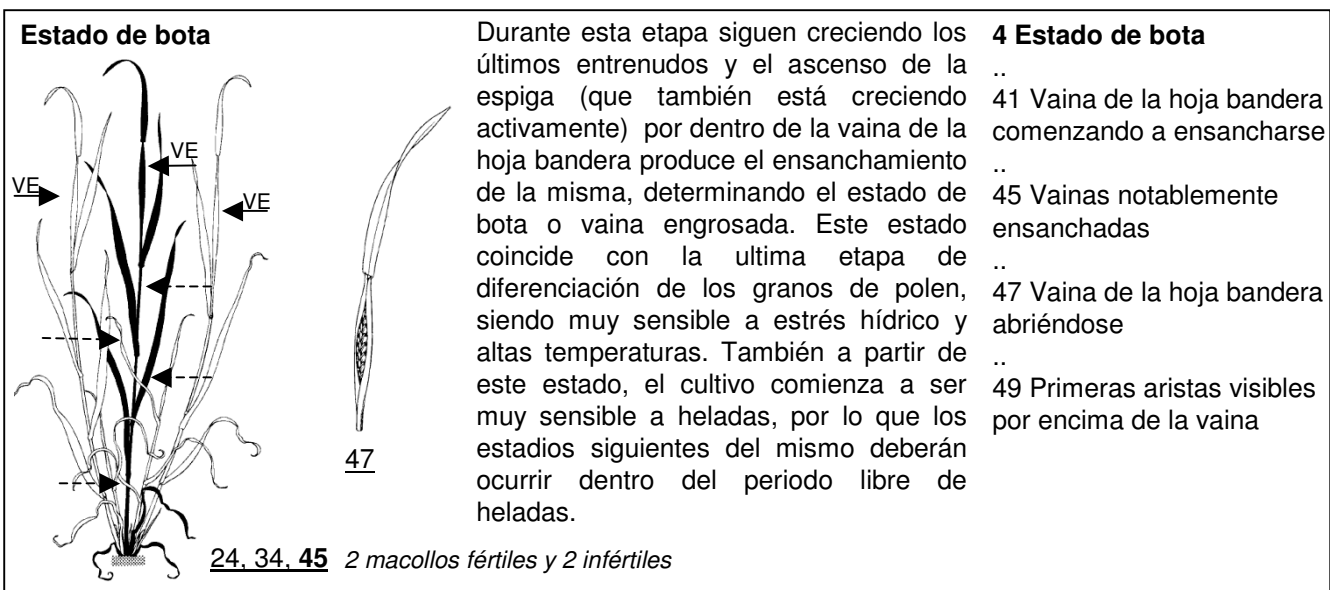 Estado de bota
VE
VE
VE
47
24, 34, 45 2 macollos fértiles y 2 infértiles
Durante esta etapa siguen creciendo los
últimos entrenudos y el ascenso de la
espiga (que también está creciendo
activamente) por dentro de la vaina de la
hoja bandera produce el ensanchamiento
de la misma, determinando el estado de
bota o vaina engrosada. Este estado
coincide con la ultima etapa de
diferenciación de los granos de polen,
siendo muy sensible a estrés hídrico y
altas temperaturas. También a partir de
este estado, el cultivo comienza a ser
muy sensible a heladas, por lo que los
estadios siguientes del mismo deberán
ocurrir dentro del periodo libre de
heladas.
4 Estado de bota
..
41 Vaina de la hoja bandera
comenzando a ensancharse
..
45 Vainas notablemente
ensanchadas
..
47 Vaina de la hoja bandera
abriéndose
..
49 Primeras aristas visibles
por encima de la vaina